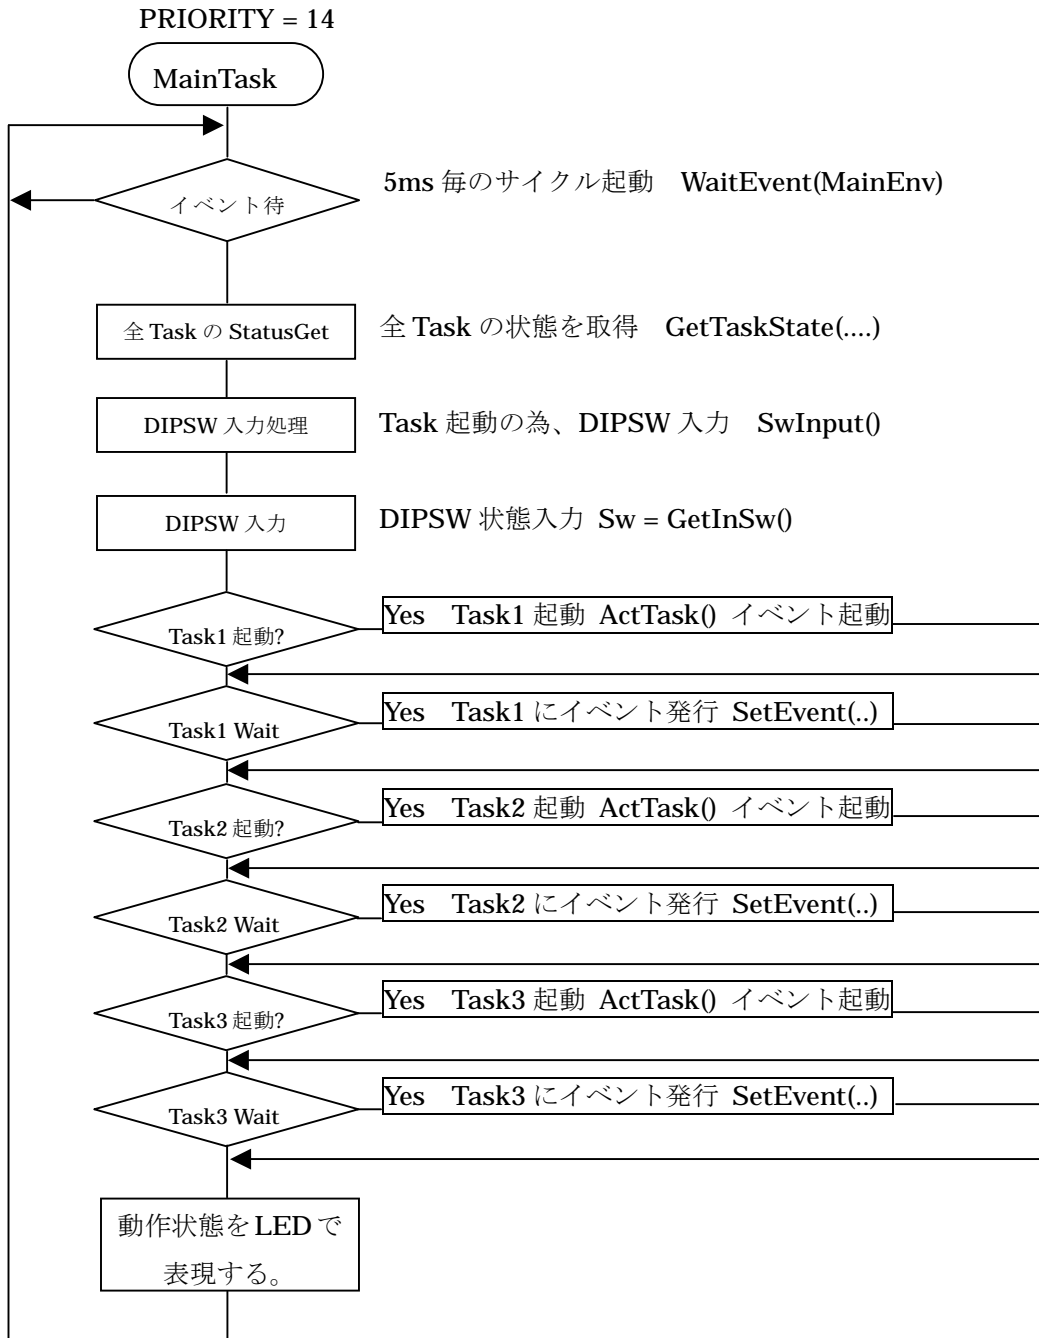 PRIORITY = 14
MainTask
イベント待
5ms 毎のサイクル起動 WaitEvent(MainEnv)
全 Task の StatusGet
全 Task の状態を取得 GetTaskState(....)
DIPSW 入力処理
Task 起動の為、DIPSW 入力 SwInput()
DIPSW 入力
DIPSW 状態入力 Sw = GetInSw()
Task1 起動?
Yes Task1 起動 ActTask() イベント起動
Task1 Wait
Yes Task1 にイベント発行 SetEvent(..)
Task2 起動?
Yes Task2 起動 ActTask() イベント起動
Task2 Wait
Yes Task2 にイベント発行 SetEvent(..)
Task3 起動?
Yes Task3 起動 ActTask() イベント起動
Task3 Wait
Yes Task3 にイベント発行 SetEvent(..)
動作状態を LED で
表現する。